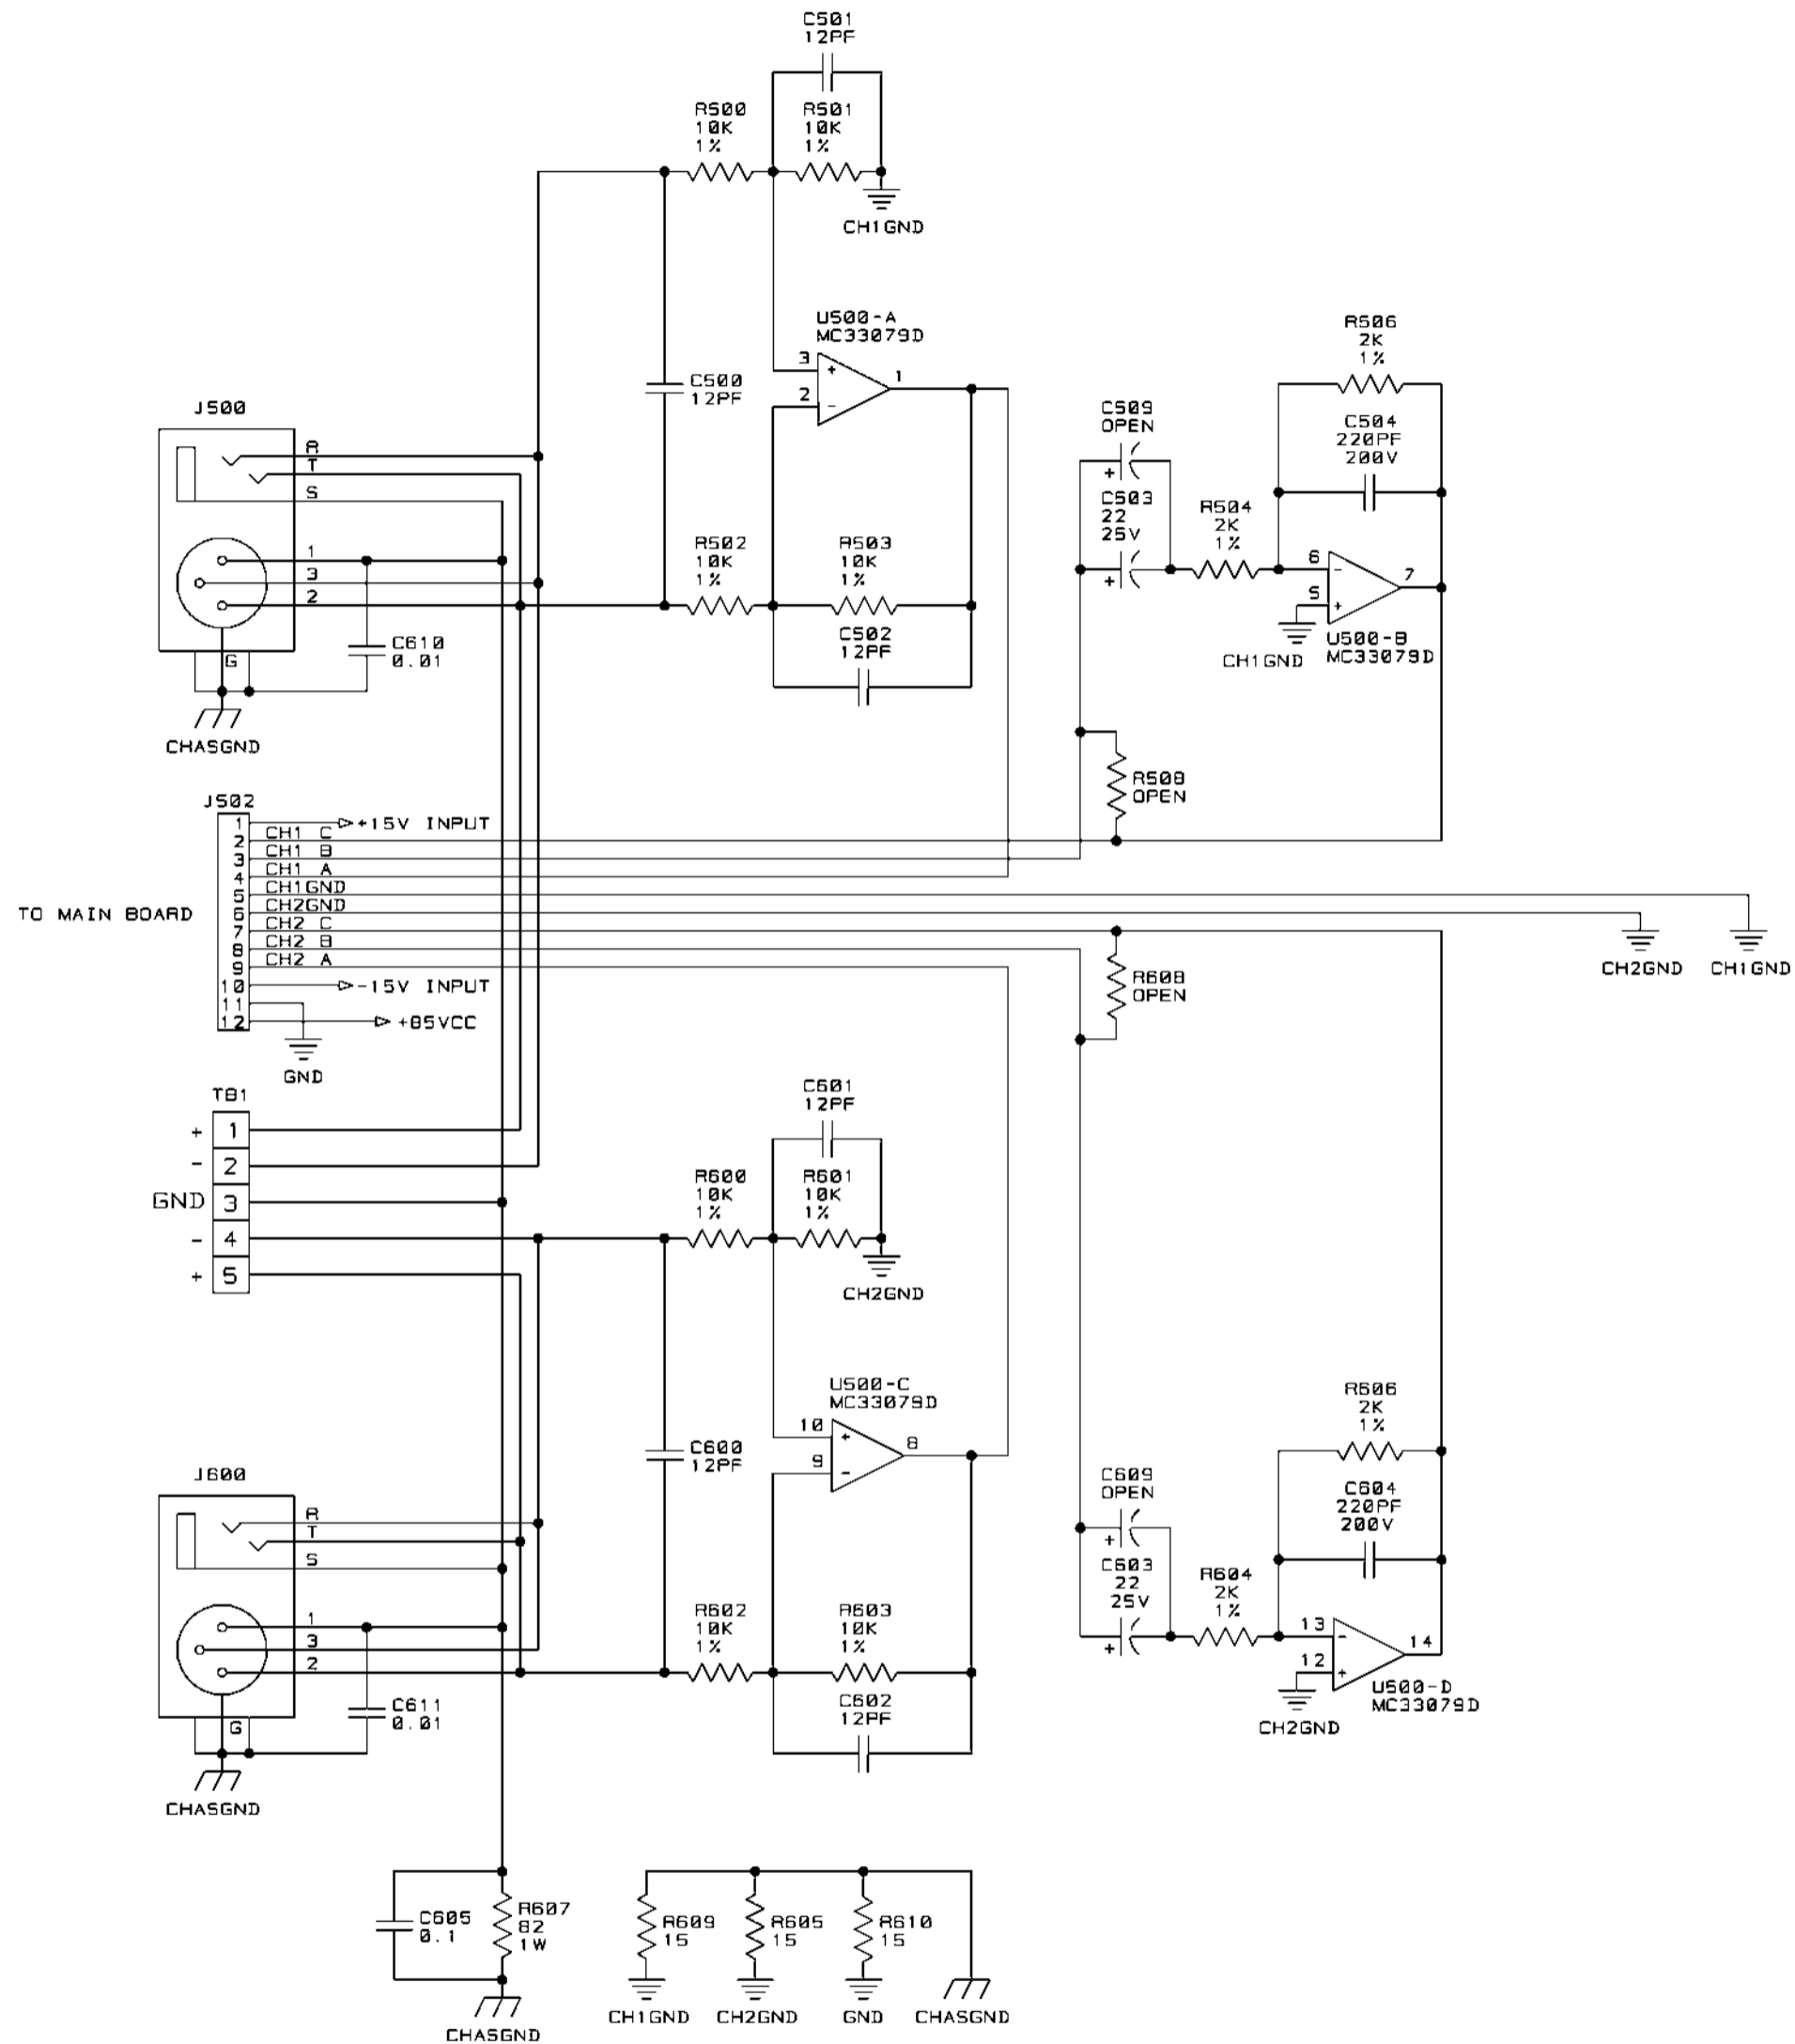 C501
12PF
R500
10K
1%
R501
10K
1%
CH1GND
U500-A
MC33079D
3
+
2
-
1
C500
12PF
R506
2K
1%
C504
220PF
200V
C509
OPEN
+
C503
22
25V
+
R504
2K
1%
6
-
5
+
7
U500-B
MC33079D
CH1GND
J500
R
T
S
1
3
2
G
C610
0.01
CHASGND
R502
10K
1%
R503
10K
1%
C502
12PF
R508
OPEN
J502
TO MAIN BOARD
1
+15V INPUT
2
CH1 C
3
CH1 B
4
CH1 A
5
CH1GND
6
CH2GND
7
CH2 C
8
CH2 B
9
CH2 A
10
-15V INPUT
11
12
+85VCC
GND
CH2GND
CH1GND
R608
OPEN
TB1
+ 1
- 2
GND 3
- 4
+ 5
C601
12PF
R600
10K
1%
R601
10K
1%
CH2GND
U500-C
MC33079D
10
+
9
-
8
C600
12PF
J600
R
T
S
1
3
2
G
C611
0.01
CHASGND
R602
10K
1%
R603
10K
1%
C602
12PF
R606
2K
1%
C604
220PF
200V
C609
OPEN
+
C603
22
25V
+
R604
2K
1%
13
-
12
+
14
U500-D
MC33079D
CH2GND
C605
0.1
R607
82
1W
CHASGND
R609
15
CH1GND
R605
15
CH2GND
R610
15
GND
CHASGND